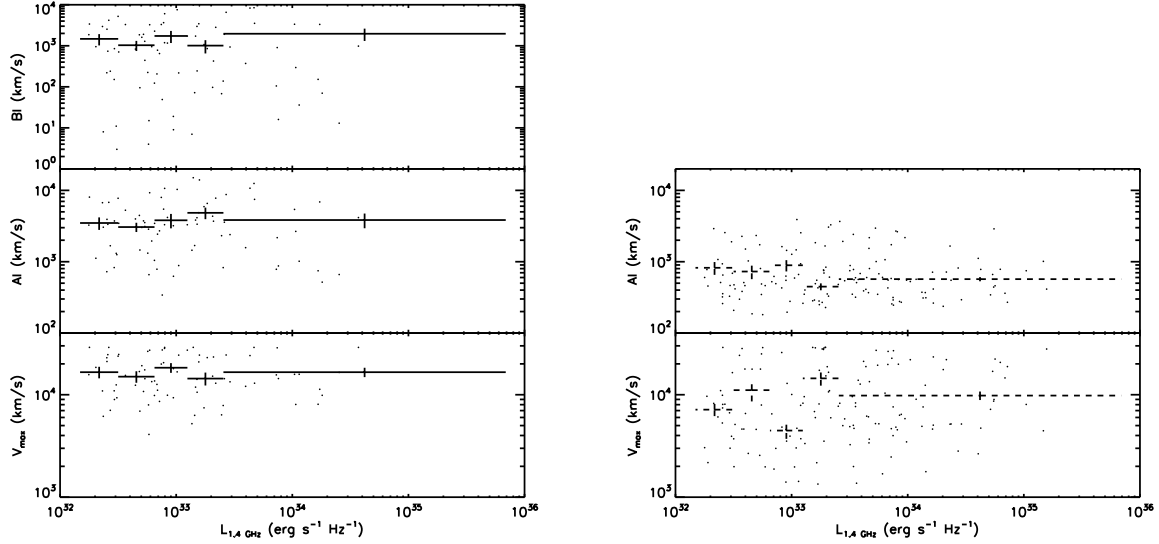 10⁴
10³
10²
10¹
10⁰
BI (km/s)
10⁴
10³
10²
AI (km/s)
10⁴
10³
V_max (km/s)
10³² 10³³ 10³⁴ 10³⁵ 10³⁶
L_1.4 GHz (erg s⁻¹ Hz⁻¹)
10⁴
10³
10²
AI (km/s)
10⁴
10³
V_max (km/s)
10³² 10³³ 10³⁴ 10³⁵ 10³⁶
L_1.4 GHz (erg s⁻¹ Hz⁻¹)